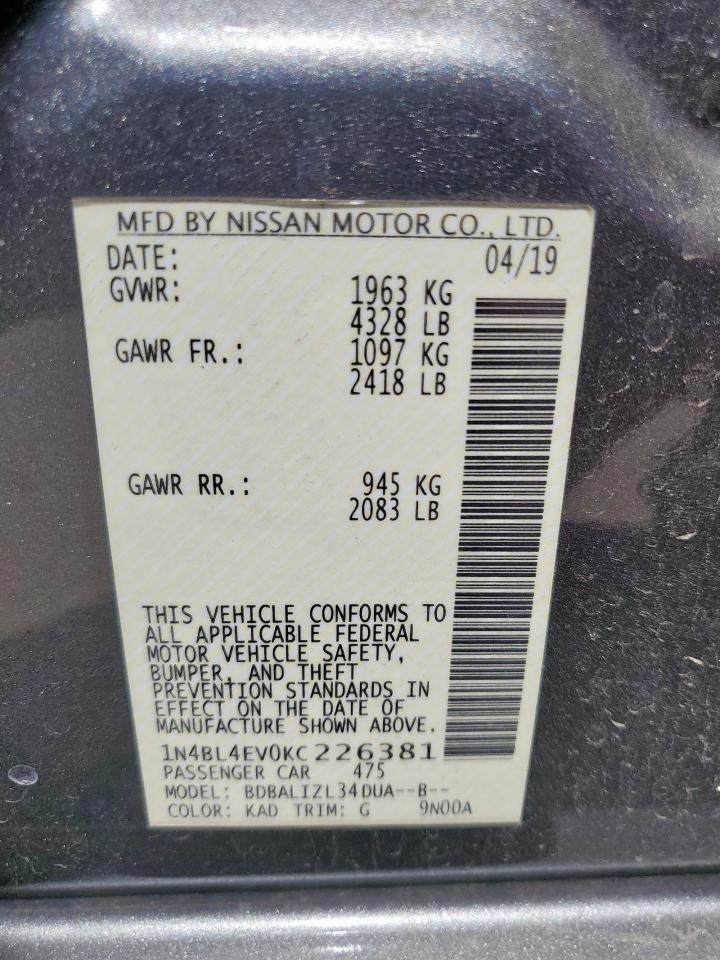 MFD BY NISSAN MOTOR CO., LTD.
DATE: 04/19
GVWR: 1963 KG
4328 LB
GAWR FR.: 1097 KG
2418 LB
GAWR RR.: 945 KG
2083 LB
THIS VEHICLE CONFORMS TO
ALL APPLICABLE FEDERAL
MOTOR VEHICLE SAFETY,
BUMPER, AND THEFT
PREVENTION STANDARDS IN
EFFECT ON THE DATE OF
MANUFACTURE SHOWN ABOVE.
1N4BL4EV0KC226381
PASSENGER CAR 475
MODEL: BDBALIZL34DUA--B--
COLOR: KAD TRIM: G 9N00A